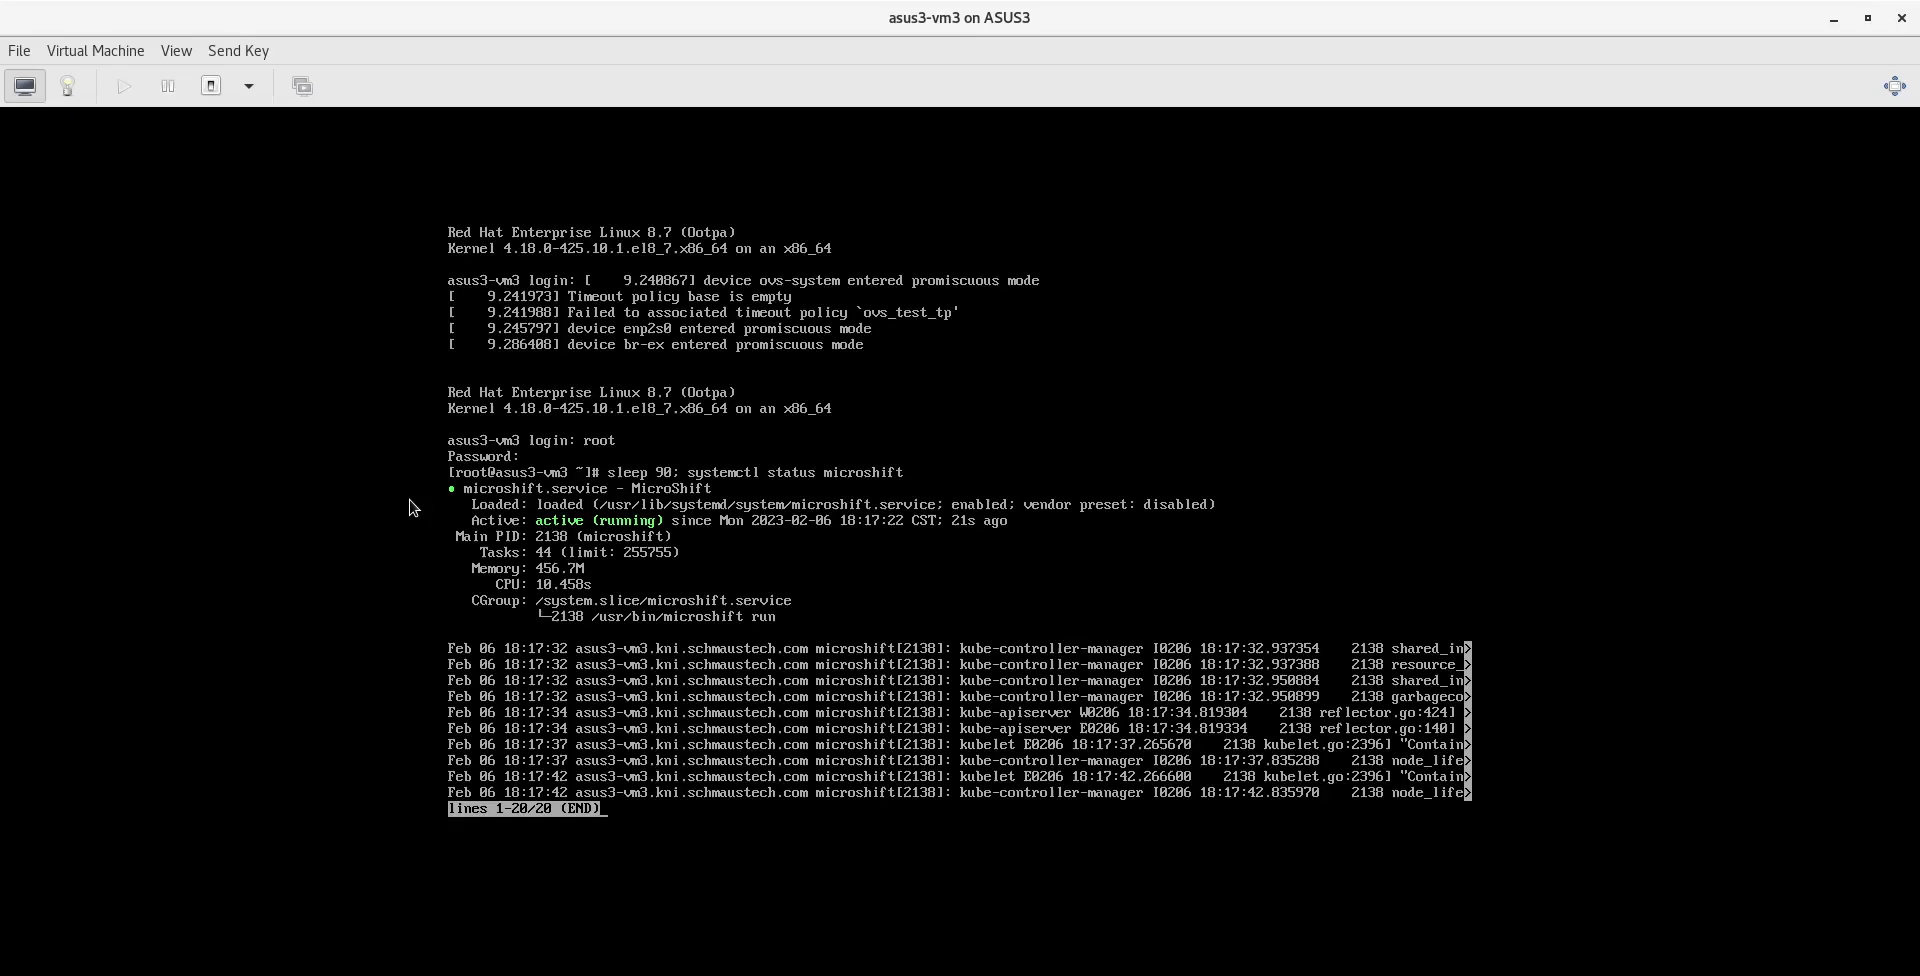 asus3-vm3 on ASUS3
File Virtual Machine View Send Key
Red Hat Enterprise Linux 8.7 (Ootpa)
Kernel 4.18.0-425.10.1.el8_7.x86_64 on an x86_64
asus3-vm3 login: [    9.240867] device ovs-system entered promiscuous mode
[    9.241973] Timeout policy base is empty
[    9.241988] Failed to associated timeout policy `ovs_test_tp'
[    9.245797] device enp2s0 entered promiscuous mode
[    9.286408] device br-ex entered promiscuous mode
Red Hat Enterprise Linux 8.7 (Ootpa)
Kernel 4.18.0-425.10.1.el8_7.x86_64 on an x86_64
asus3-vm3 login: root
Password:
[root@asus3-vm3 ~]# sleep 90; systemctl status microshift
● microshift.service - MicroShift
   Loaded: loaded (/usr/lib/systemd/system/microshift.service; enabled; vendor preset: disabled)
   Active: active (running) since Mon 2023-02-06 18:17:22 CST; 21s ago
 Main PID: 2138 (microshift)
    Tasks: 44 (limit: 255755)
   Memory: 456.7M
      CPU: 10.458s
   CGroup: /system.slice/microshift.service
           └─2138 /usr/bin/microshift run
Feb 06 18:17:32 asus3-vm3.kni.schmaustech.com microshift[2138]: kube-controller-manager I0206 18:17:32.937354    2138 shared_in>
Feb 06 18:17:32 asus3-vm3.kni.schmaustech.com microshift[2138]: kube-controller-manager I0206 18:17:32.937388    2138 resource_>
Feb 06 18:17:32 asus3-vm3.kni.schmaustech.com microshift[2138]: kube-controller-manager I0206 18:17:32.950884    2138 shared_in>
Feb 06 18:17:32 asus3-vm3.kni.schmaustech.com microshift[2138]: kube-controller-manager I0206 18:17:32.950899    2138 garbageco>
Feb 06 18:17:34 asus3-vm3.kni.schmaustech.com microshift[2138]: kube-apiserver W0206 18:17:34.819304    2138 reflector.go:424] >
Feb 06 18:17:34 asus3-vm3.kni.schmaustech.com microshift[2138]: kube-apiserver E0206 18:17:34.819334    2138 reflector.go:140] >
Feb 06 18:17:37 asus3-vm3.kni.schmaustech.com microshift[2138]: kubelet E0206 18:17:37.265670    2138 kubelet.go:2396] "Contain>
Feb 06 18:17:37 asus3-vm3.kni.schmaustech.com microshift[2138]: kube-controller-manager I0206 18:17:37.835288    2138 node_life>
Feb 06 18:17:42 asus3-vm3.kni.schmaustech.com microshift[2138]: kubelet E0206 18:17:42.266600    2138 kubelet.go:2396] "Contain>
Feb 06 18:17:42 asus3-vm3.kni.schmaustech.com microshift[2138]: kube-controller-manager I0206 18:17:42.835970    2138 node_life>
lines 1-20/20 (END)